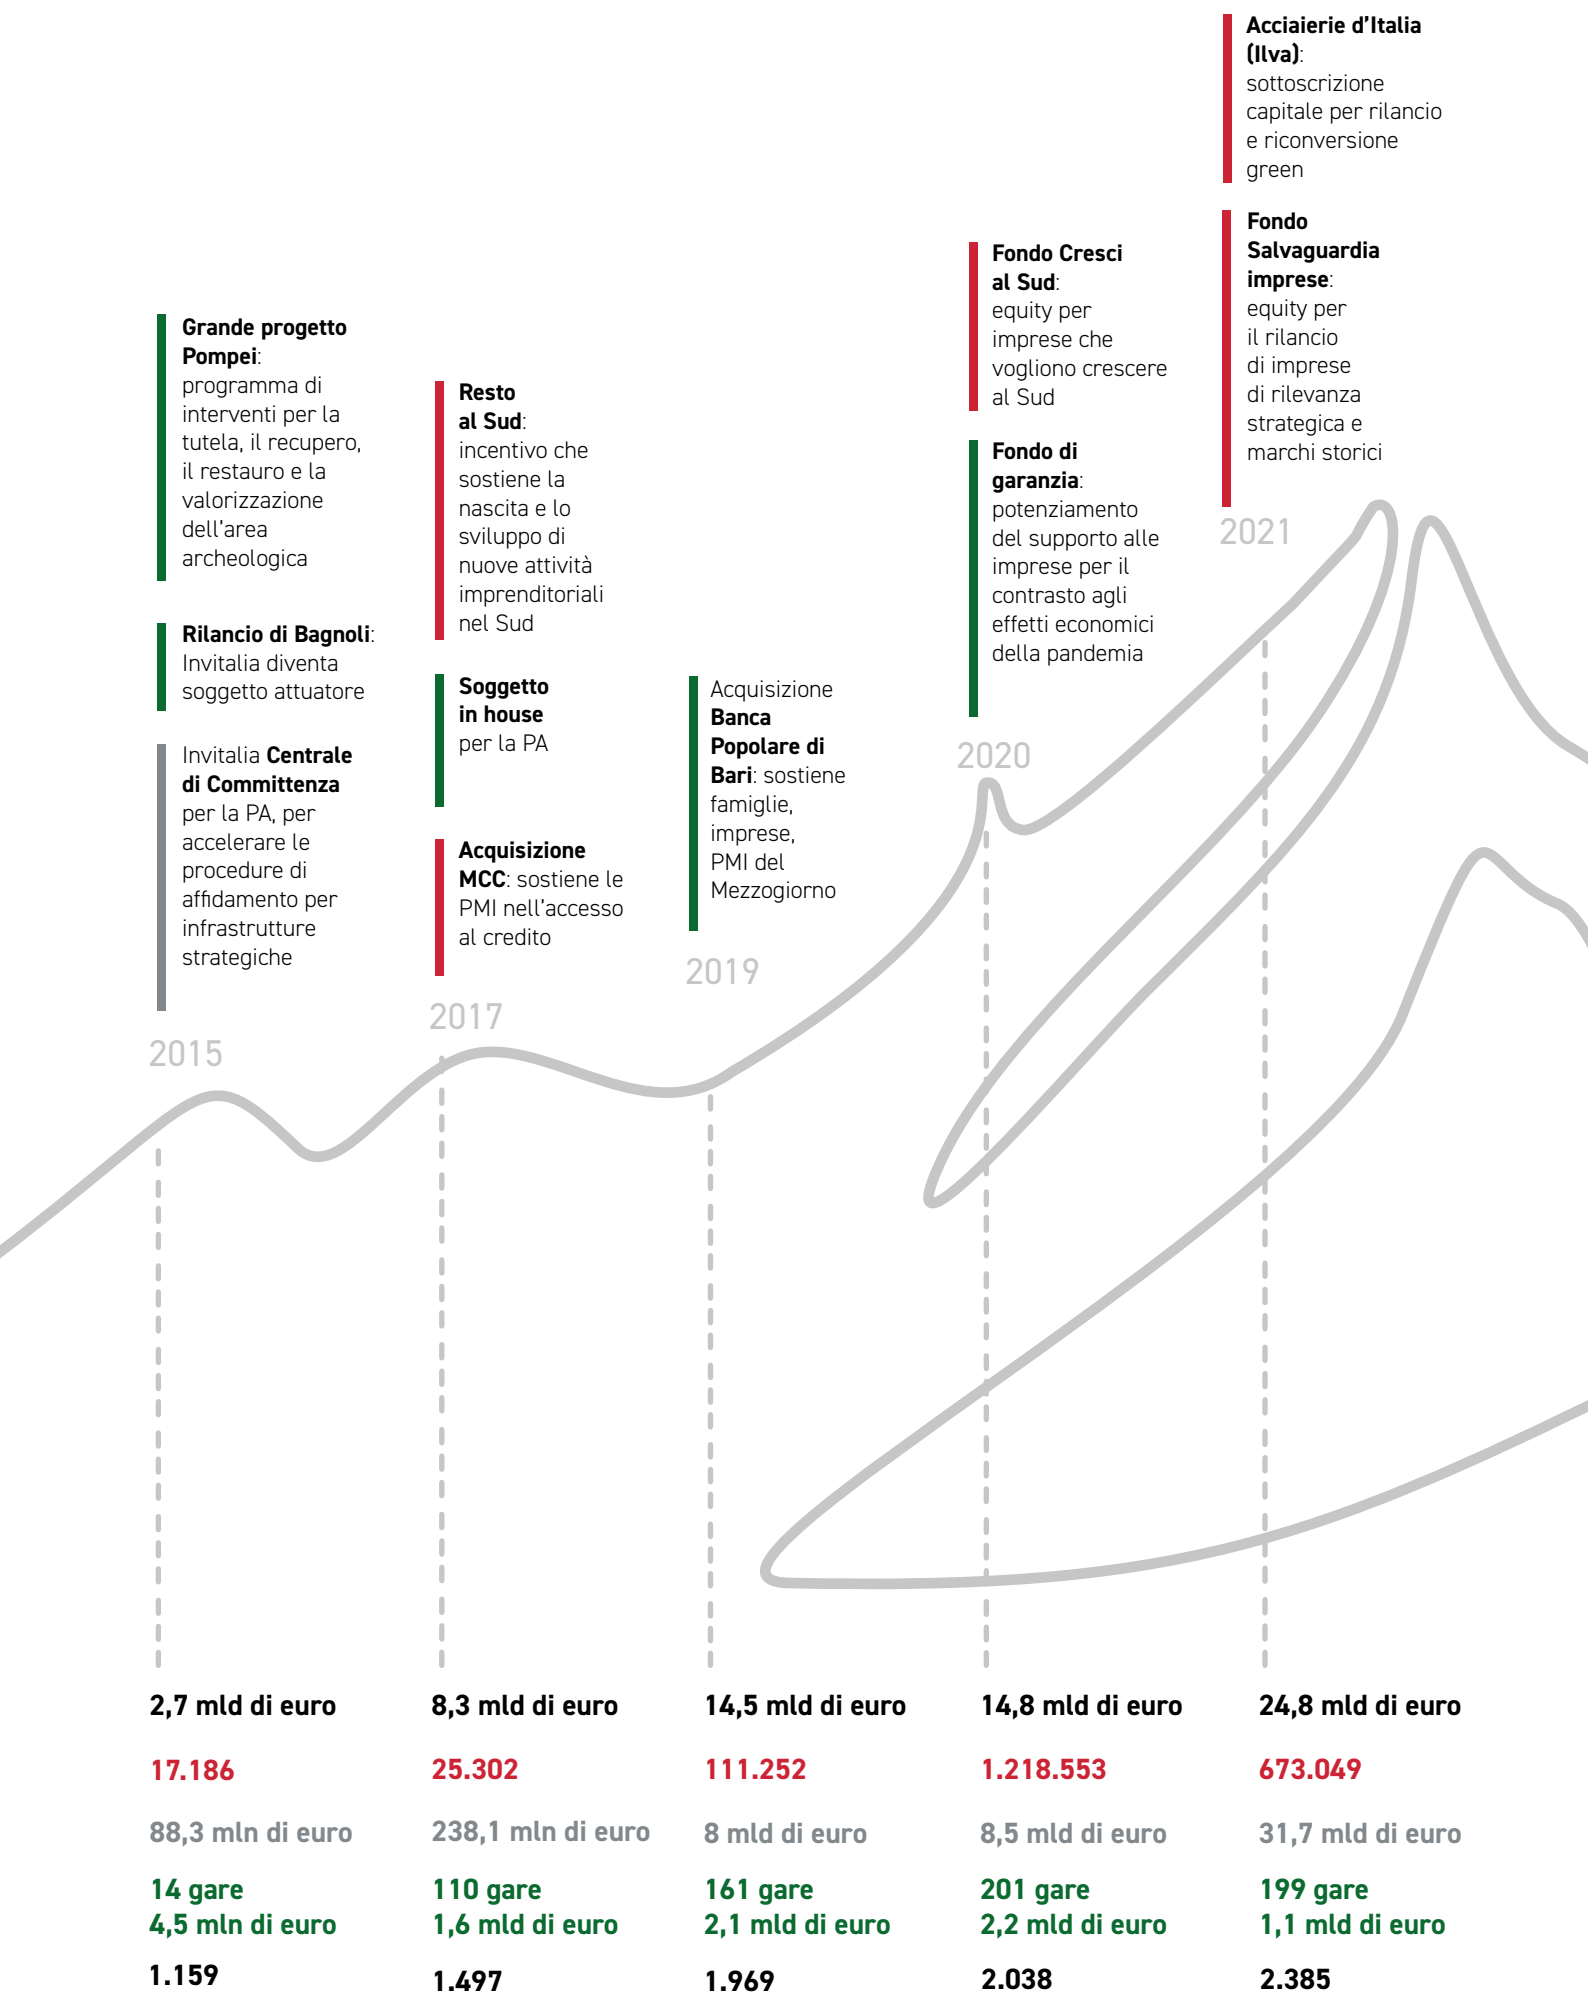 Grande progetto
Pompei:
programma di
interventi per la
tutela, il recupero,
il restauro e la
valorizzazione
dell'area
archeologica
Rilancio di Bagnoli:
Invitalia diventa
soggetto attuatore
Invitalia Centrale
di Committenza
per la PA, per
accelerare le
procedure di
affidamento per
infrastrutture
strategiche
2015
Resto
al Sud:
incentivo che
sostiene la
nascita e lo
sviluppo di
nuove attività
imprenditoriali
nel Sud
Soggetto
in house
per la PA
Acquisizione
MCC: sostiene le
PMI nell'accesso
al credito
2017
Acquisizione
Banca
Popolare di
Bari: sostiene
famiglie,
imprese,
PMI del
Mezzogiorno
2019
Fondo Cresci
al Sud:
equity per
imprese che
vogliono crescere
al Sud
Fondo di
garanzia:
potenziamento
del supporto alle
imprese per il
contrasto agli
effetti economici
della pandemia
2020
Acciaierie d'Italia
(Ilva):
sottoscrizione
capitale per rilancio
e riconversione
green
Fondo
Salvaguardia
imprese:
equity per
il rilancio
di imprese
di rilevanza
strategica e
marchi storici
2021
2,7 mld di euro
17.186
88,3 mln di euro
14 gare
4,5 mln di euro
1.159
8,3 mld di euro
25.302
238,1 mln di euro
110 gare
1,6 mld di euro
1.497
14,5 mld di euro
111.252
8 mld di euro
161 gare
2,1 mld di euro
1.969
14,8 mld di euro
1.218.553
8,5 mld di euro
201 gare
2,2 mld di euro
2.038
24,8 mld di euro
673.049
31,7 mld di euro
199 gare
1,1 mld di euro
2.385